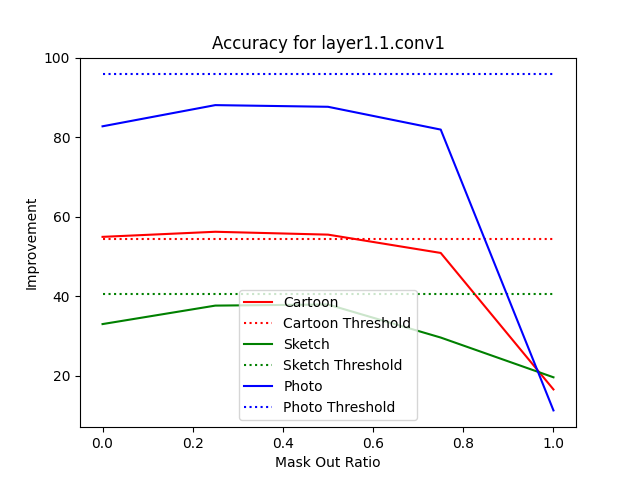 Accuracy for layer1.1.conv1
Improvement
100
80
60
40
20
Cartoon
Cartoon Threshold
Sketch
Sketch Threshold
Photo
Photo Threshold
0.0 0.2 0.4 0.6 0.8 1.0
Mask Out Ratio